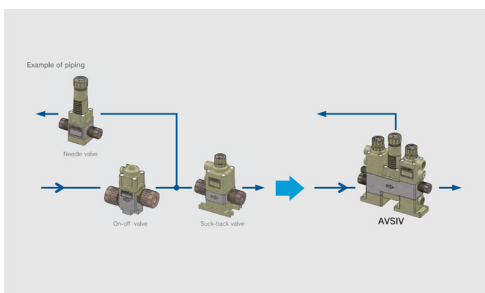 Example of piping
Needle valve
On-off valve
Suck-back valve
AVSIV